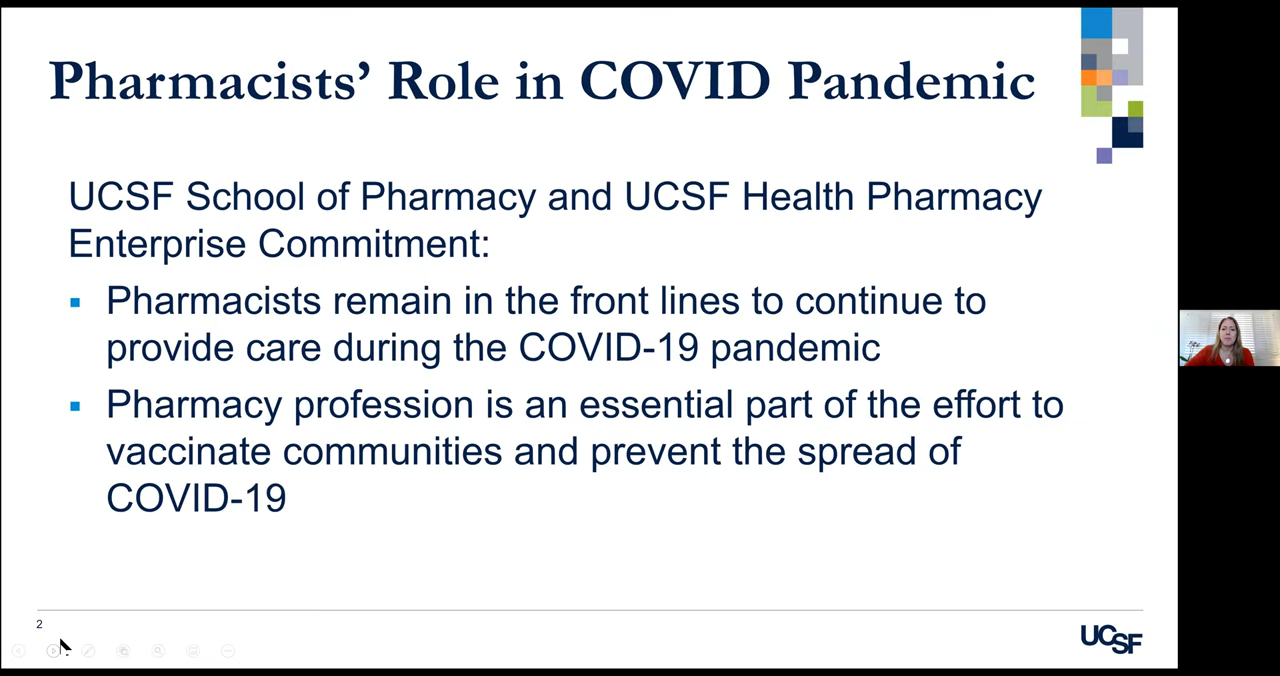 Pharmacists’ Role in COVID Pandemic
UCSF School of Pharmacy and UCSF Health Pharmacy
Enterprise Commitment:
▪ Pharmacists remain in the front lines to continue to
provide care during the COVID-19 pandemic
▪ Pharmacy profession is an essential part of the effort to
vaccinate communities and prevent the spread of
COVID-19
2
UCSF